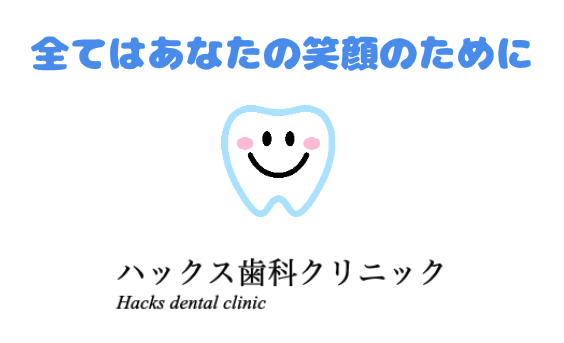 全てはあなたの笑顔のために
ハックス歯科クリニック
Hacks dental clinic